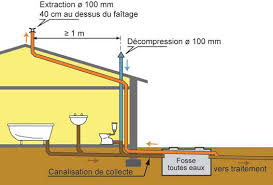 Extraction ø 100 mm
40 cm au dessus du faîtage
≥ 1 m
Décompression ø 100 mm
Canalisation de collecte
Fosse
toutes eaux
vers traitement